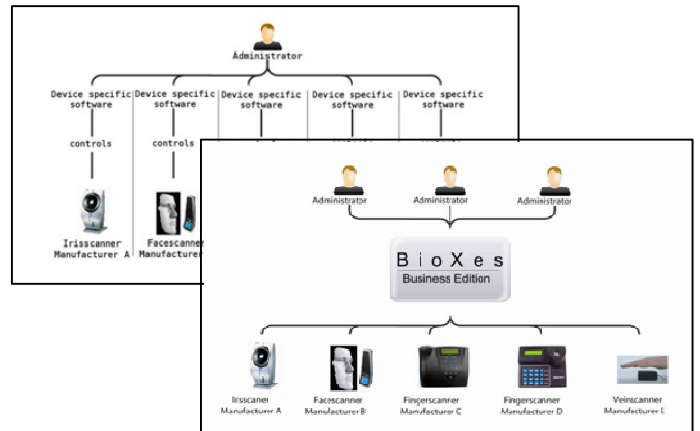 Administrator
Device specific Device specific Device specific Device specific Device specific
software software software software software
controls controls
Irisscanner Facescanner
Manufacturer A Manufacturer
Administrator Administrator Administrator
BioXes
Business Edition
Irisscaner Facescanner Fingerscanner Fingerscanner Veinscanner
Manufacturer A Manufacturer B Manufacturer C Manufacturer D Manufacturer E